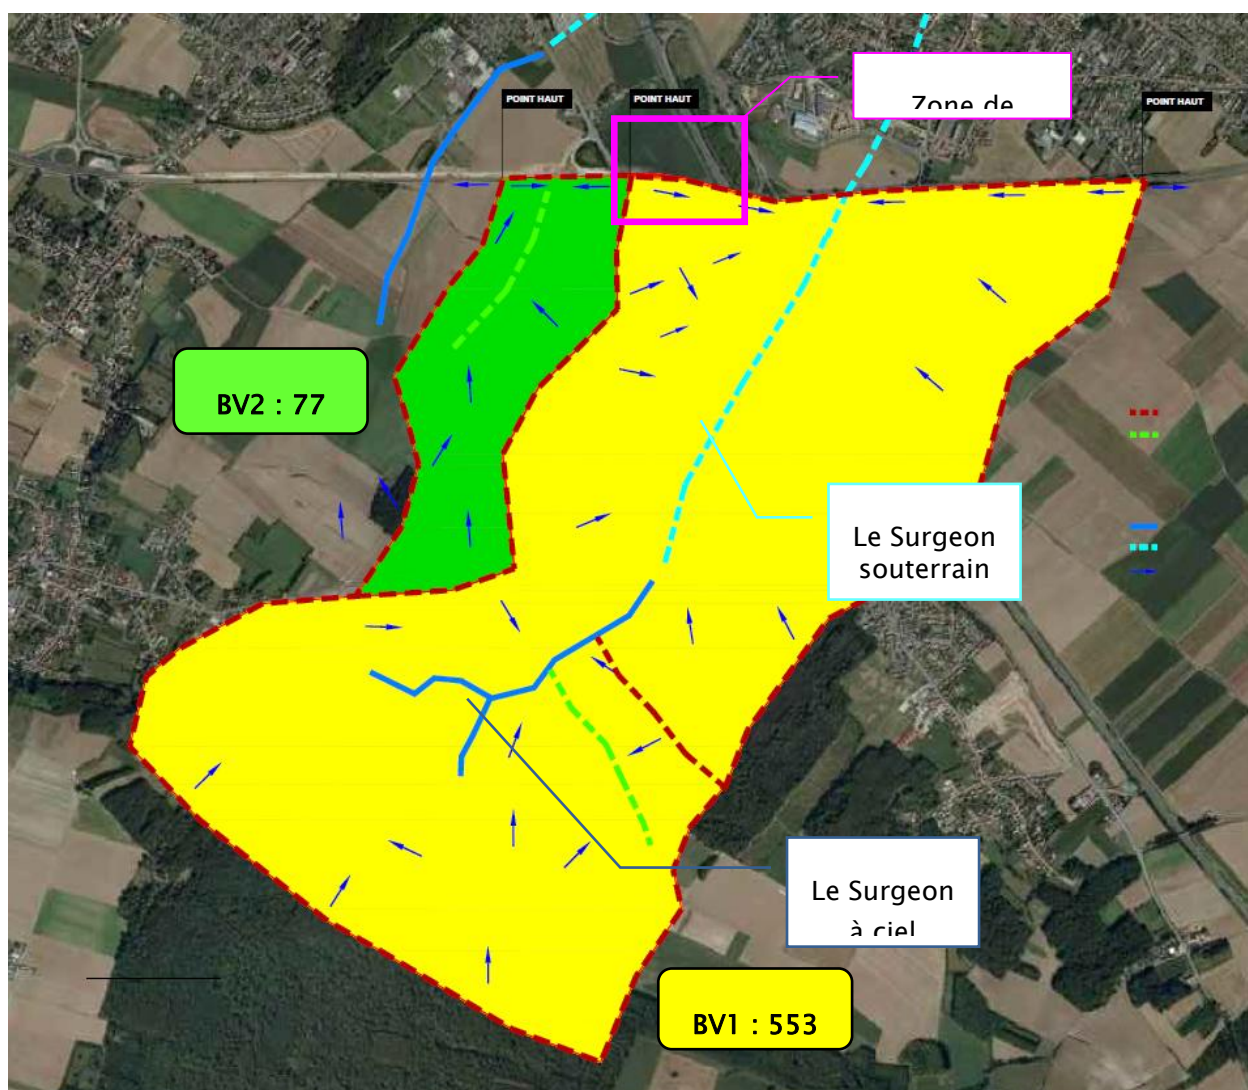 POINT HAUT
POINT HAUT
POINT HAUT
Zone de
BV2 : 77
Le Surgeon
souterrain
Le Surgeon
à ciel
BV1 : 553